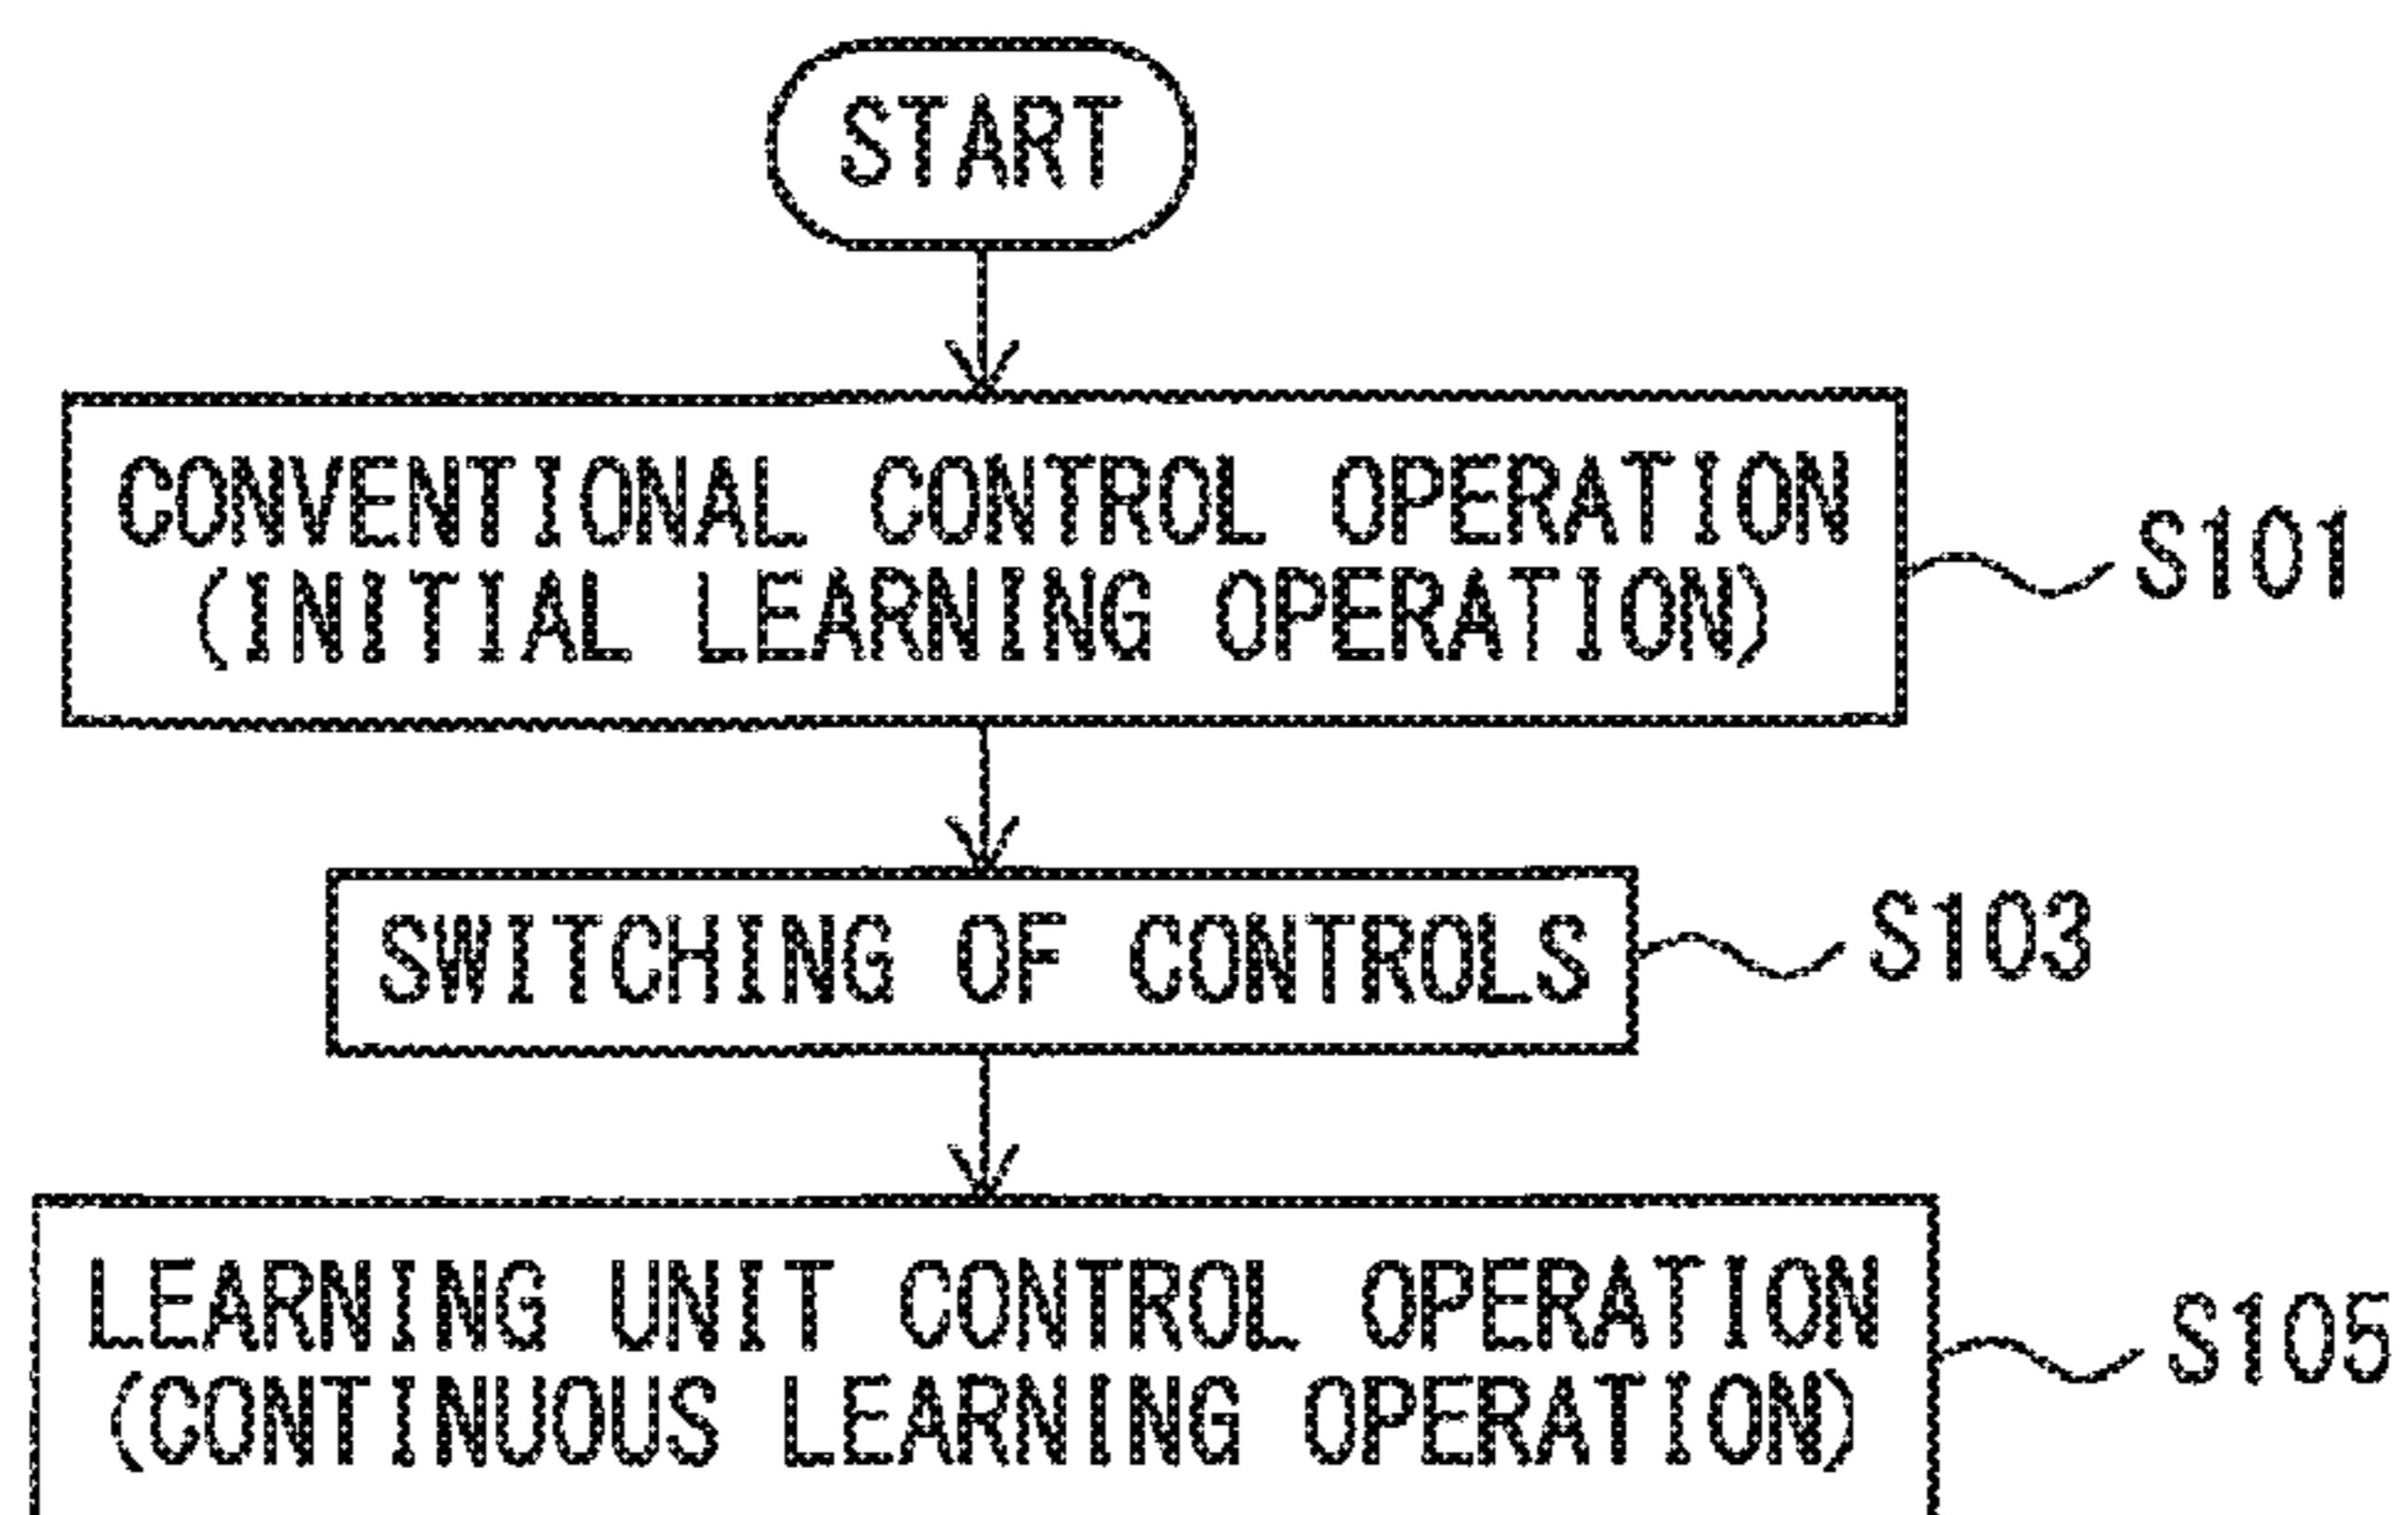 START
CONVENTIONAL CONTROL OPERATION
(INITIAL LEARNING OPERATION)
S101
SWITCHING OF CONTROLS
S103
LEARNING UNIT CONTROL OPERATION
(CONTINUOUS LEARNING OPERATION)
S105